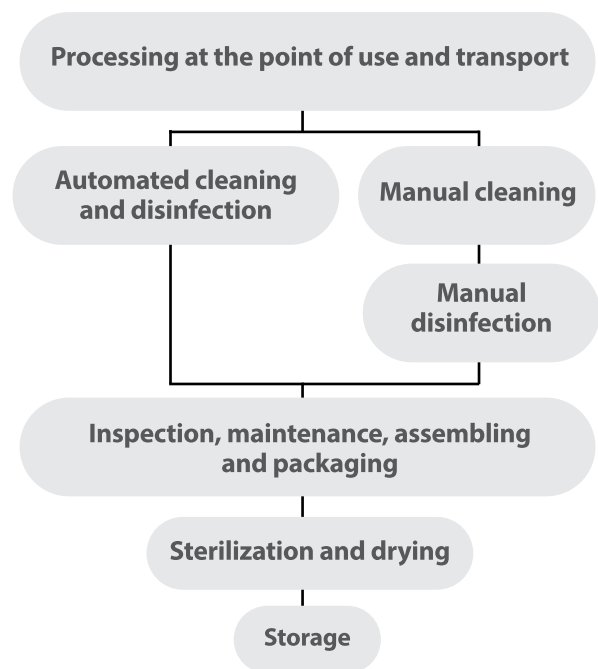 Processing at the point of use and transport
Automated cleaning
and disinfection
Manual cleaning
Manual
disinfection
Inspection, maintenance, assembling
and packaging
Sterilization and drying
Storage